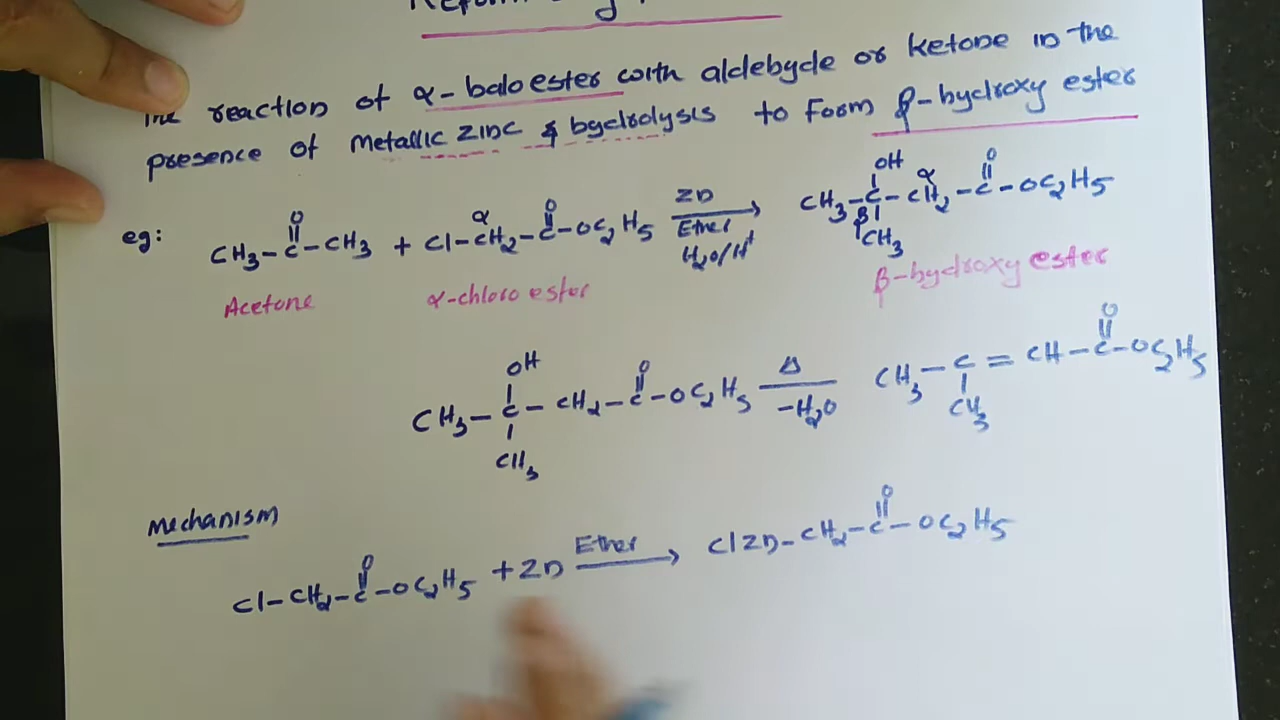 The reaction of α-haloester with aldehyde or ketone in the
presence of Metallic Zinc & hydrolysis to Form β-hydroxy ester
eg: CH3-C(=O)-CH3 + Cl-CH2(α)-C(=O)-OC2H5 Zn Ether H2O/H+ → CH3-C(OH)(CH3)(β)-CH2(α)-C(=O)-OC2H5
Acetone α-chloro ester β-hydroxy ester
CH3-C(OH)(CH3)-CH2-C(=O)-OC2H5 Δ -H2O CH3-C(CH3)=CH-C(=O)-OC2H5
Mechanism
Cl-CH2-C(=O)-OC2H5 + Zn Ether → ClZn-CH2-C(=O)-OC2H5